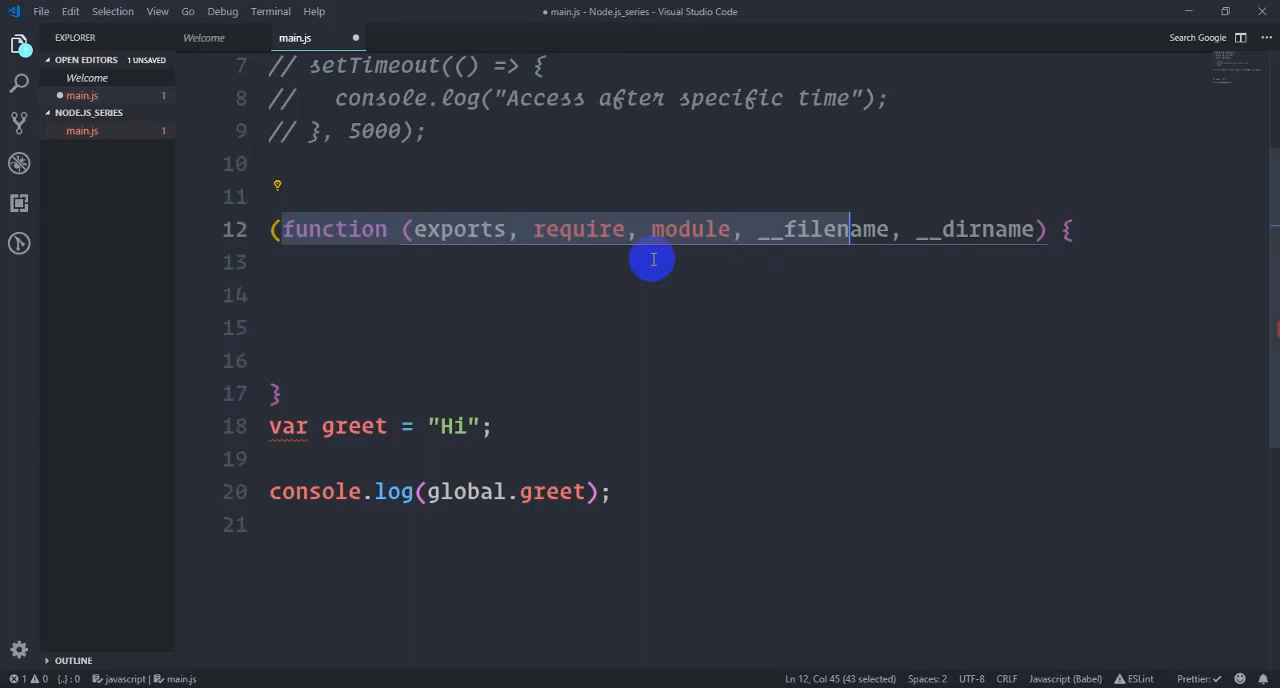 File Edit Selection View Go Debug Terminal Help
● main.js - Node.js_series - Visual Studio Code
EXPLORER
Welcome
main.js
Search Google
OPEN EDITORS 1 UNSAVED
Welcome
main.js 1
NODE.JS_SERIES
main.js 1
1
7 // setTimeout(() => {
8 //   console.log("Access after specific time");
9 // }, 5000);
10
11
12 (function (exports, require, module, __filename, __dirname) {
13
14
15
16
17 }
18 var greet = "Hi";
19
20 console.log(global.greet);
21
OUTLINE
1 0 {..} : 0 javascript | main.js
Ln 12, Col 45 (43 selected) Spaces: 2 UTF-8 CRLF Javascript (Babel) ESLint Prettier: ✓